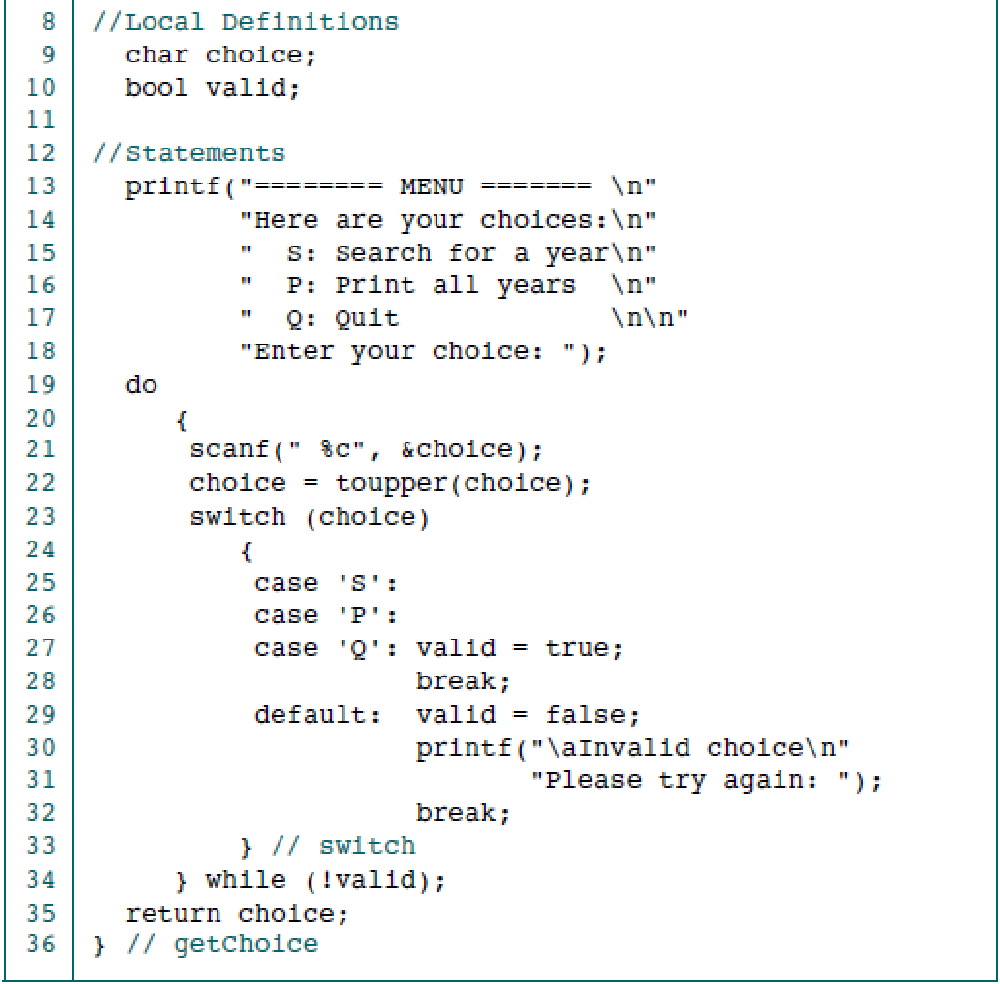 8 //Local Definitions
9 char choice;
10 bool valid;
11
12 //Statements
13 printf("======== MENU ======= \n"
14 "Here are your choices:\n"
15 "  S: Search for a year\n"
16 "  P: Print all years  \n"
17 "  Q: Quit             \n\n"
18 "Enter your choice: ");
19 do
20 {
21 scanf(" %c", &choice);
22 choice = toupper(choice);
23 switch (choice)
24 {
25 case 'S':
26 case 'P':
27 case 'Q': valid = true;
28 break;
29 default:  valid = false;
30 printf("\aInvalid choice\n"
31 "Please try again: ");
32 break;
33 } // switch
34 } while (!valid);
35 return choice;
36 } // getChoice